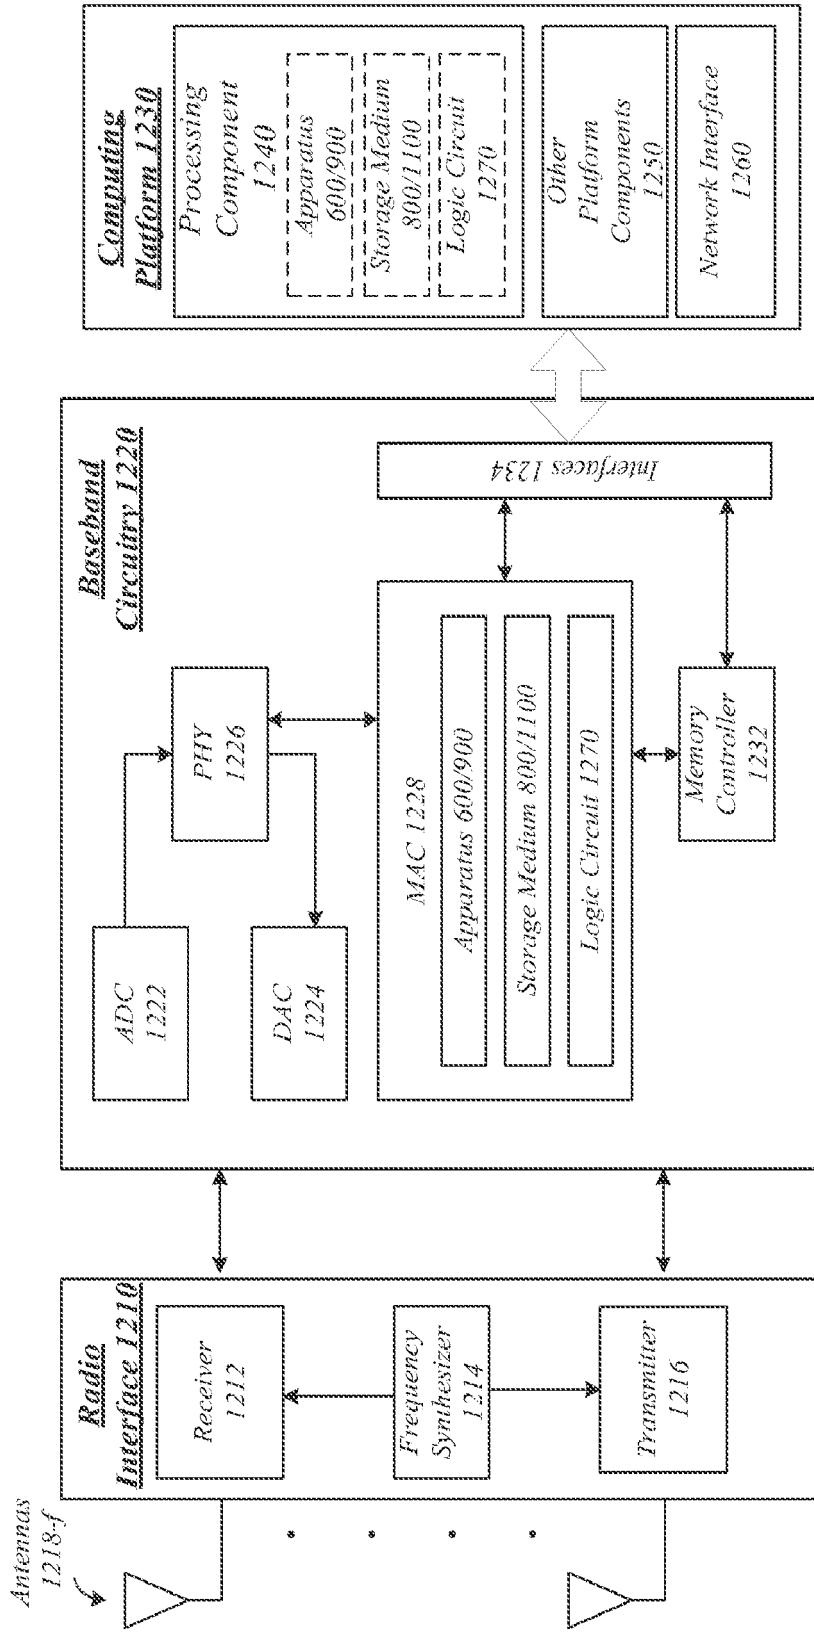 Antennas
1218-f
Radio
Interface 1210
Receiver
1212
Frequency
Synthesizer
1214
Transmitter
1216
Baseband
Circuitry 1220
ADC
1222
PHY
1226
DAC
1224
MAC 1228
Apparatus 600/900
Storage Medium 800/1100
Logic Circuit 1270
Memory
Controller
1232
Interfaces 1234
Computing
Platform 1230
Processing
Component
1240
Apparatus
600/900
Storage Medium
800/1100
Logic Circuit
1270
Other
Platform
Components
1250
Network Interface
1260